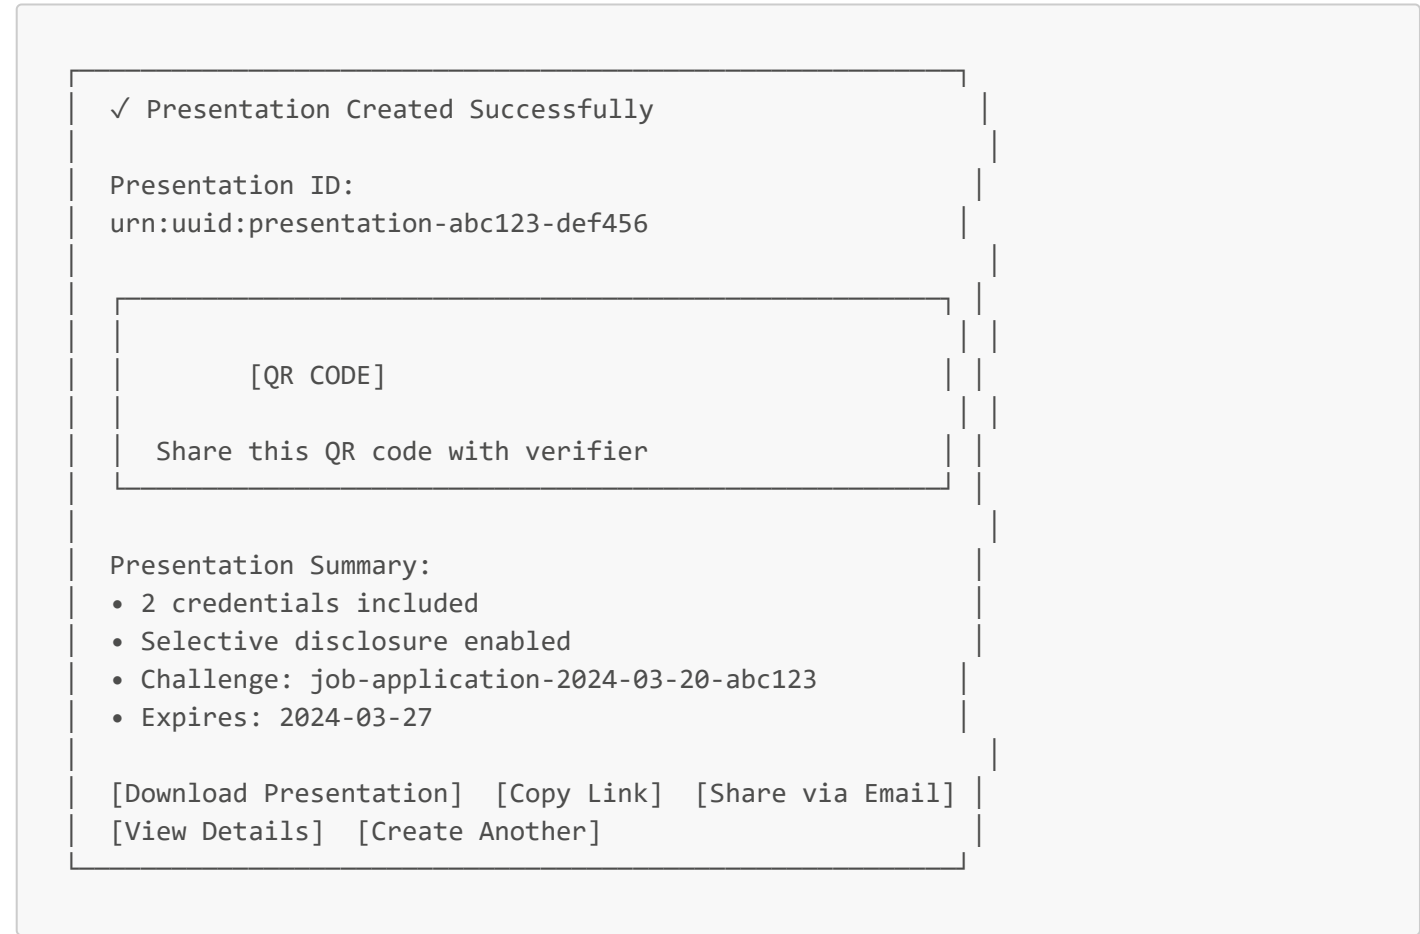 ✓ Presentation Created Successfully
Presentation ID:
urn:uuid:presentation-abc123-def456
[QR CODE]
Share this QR code with verifier
Presentation Summary:
• 2 credentials included
• Selective disclosure enabled
• Challenge: job-application-2024-03-20-abc123
• Expires: 2024-03-27
[Download Presentation]  [Copy Link]  [Share via Email]
[View Details]  [Create Another]